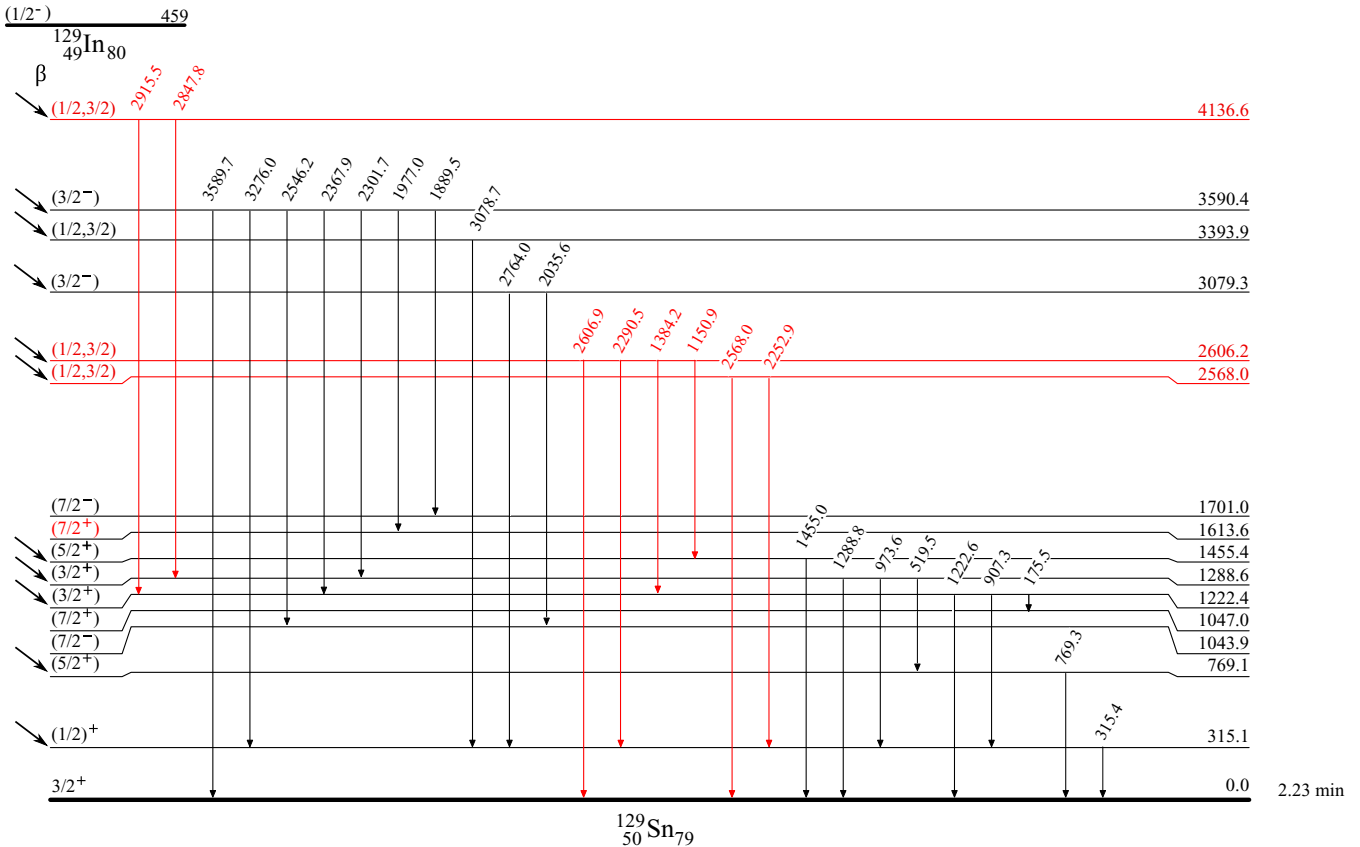 (1/2⁻) 459
¹²⁹₄₉In₈₀
β
2915.5 2847.8
(1/2,3/2) 4136.6
3589.7 3276.0 2546.2 2367.9 2301.7 1977.0 1889.5
(3/2⁻) 3590.4
3078.7
(1/2,3/2) 3393.9
2764.0 2035.6
(3/2⁻) 3079.3
2606.9 2290.5 1384.2 1150.9
(1/2,3/2) 2606.2
2568.0 2252.9
(1/2,3/2) 2568.0
(7/2⁻) 1701.0
(7/2⁺) 1613.6
1455.0
(5/2⁺) 1455.4
1288.8 973.6 519.5
(3/2⁺) 1288.6
1222.6 907.3 175.5
(3/2⁺) 1222.4
(7/2⁺) 1047.0
(7/2⁻) 1043.9
769.3
(5/2⁺) 769.1
315.4
(1/2)⁺ 315.1
3/2⁺ 0.0 2.23 min
¹²⁹₅₀Sn₇₉